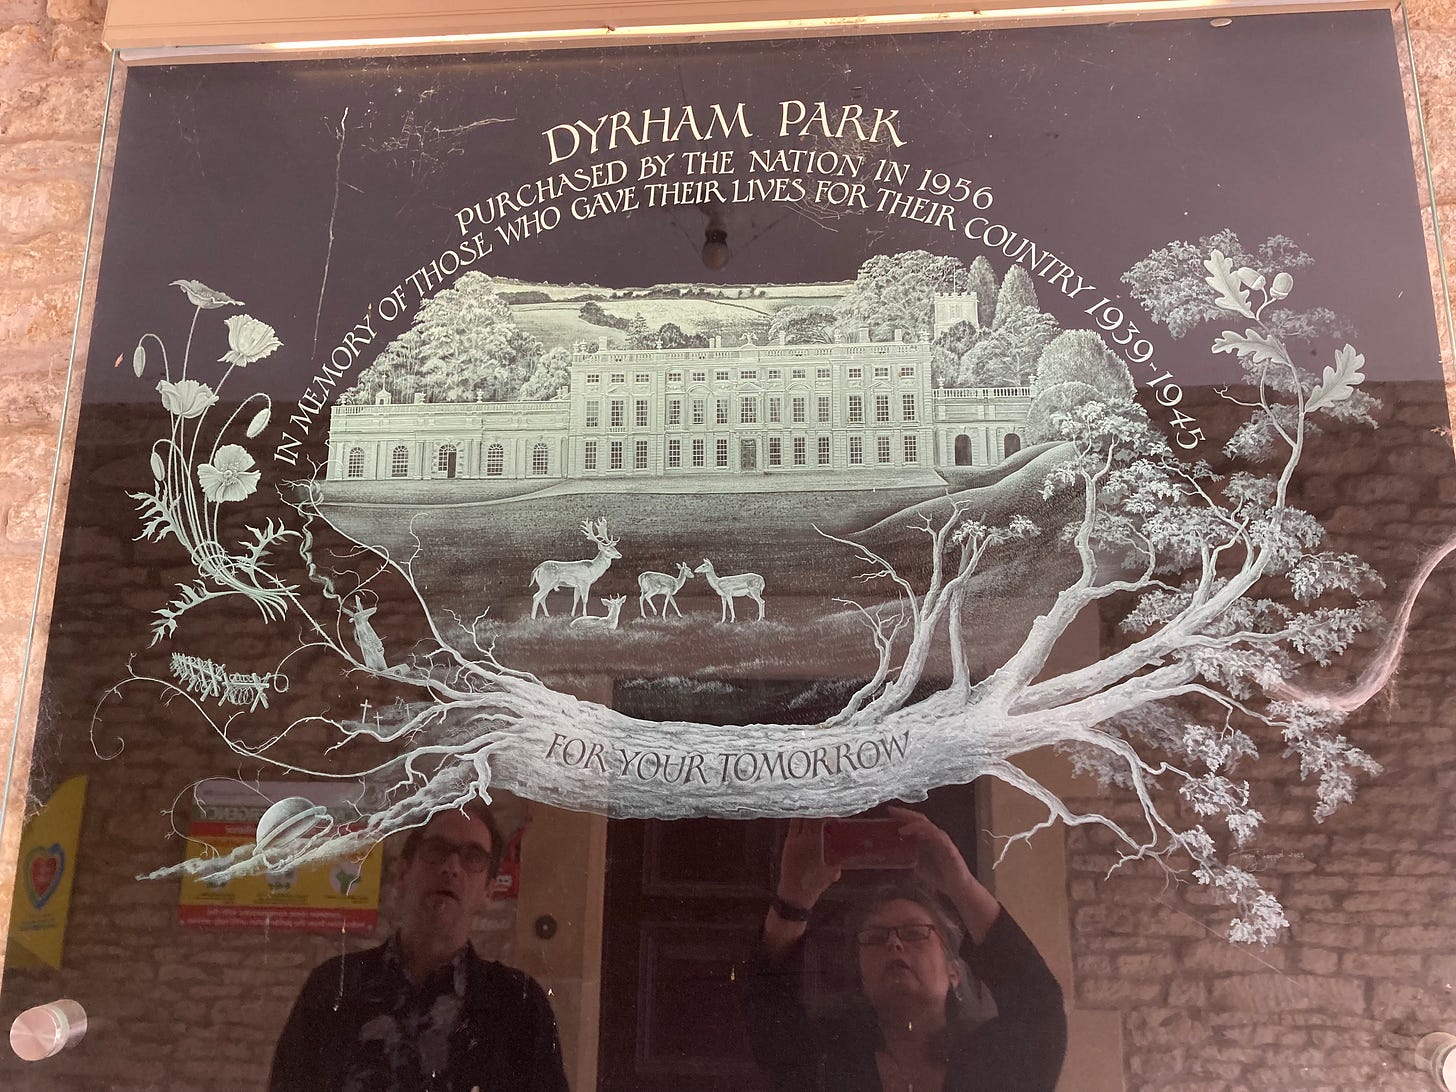 DYRHAM PARK
PURCHASED BY THE NATION IN 1956
IN MEMORY OF THOSE WHO GAVE THEIR LIVES FOR THEIR COUNTRY 1939-1945
FOR YOUR TOMORROW